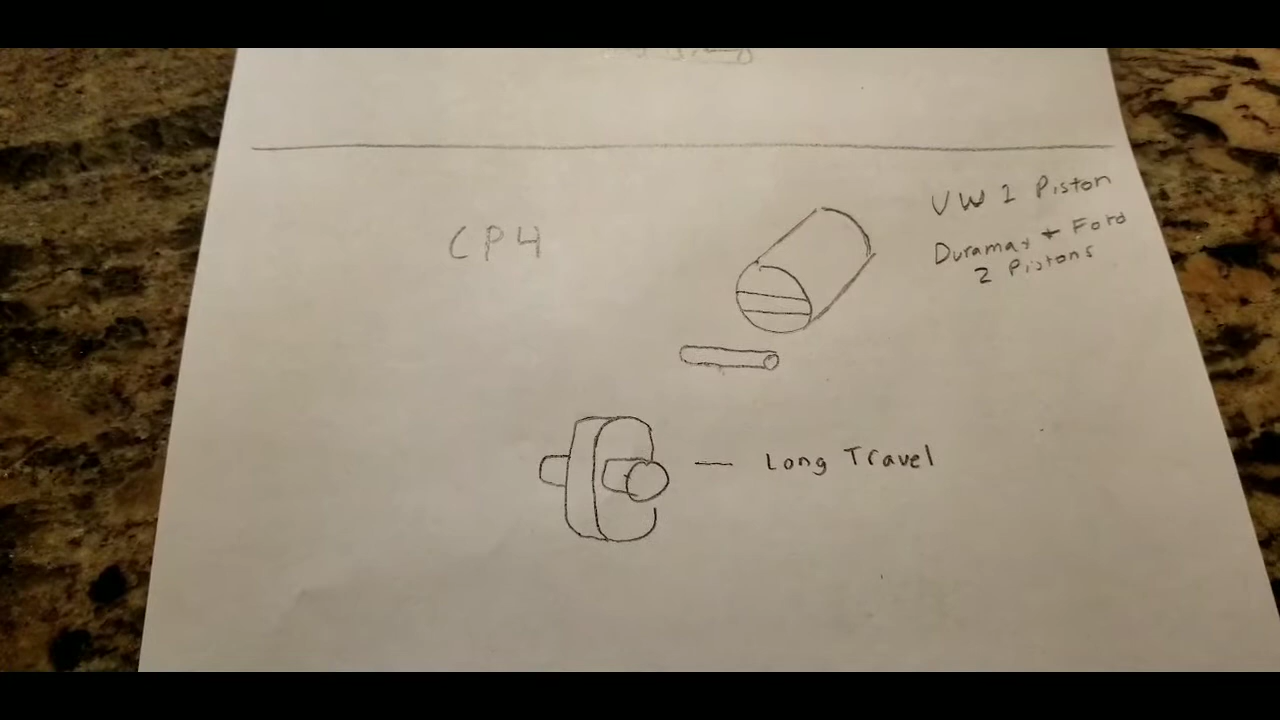 CP4
VW 1 Piston
Duramax + Ford
2 Pistons
— Long Travel